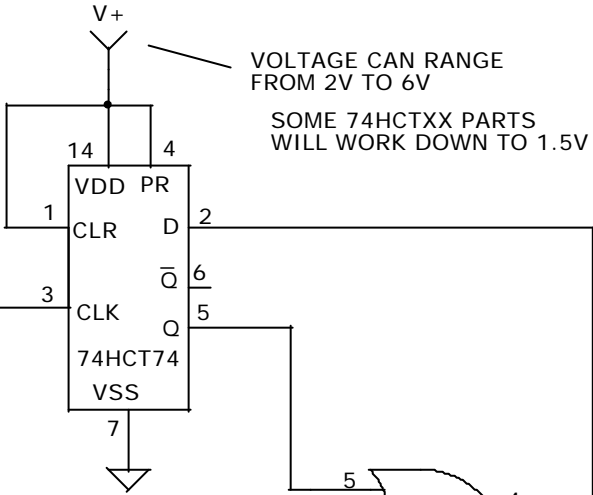 V+
VOLTAGE CAN RANGE
FROM 2V TO 6V
SOME 74HCTXX PARTS
WILL WORK DOWN TO 1.5V
14 4
VDD PR
1 CLR D 2
Q̅ 6
3 CLK
Q 5
74HCT74
VSS
7
5